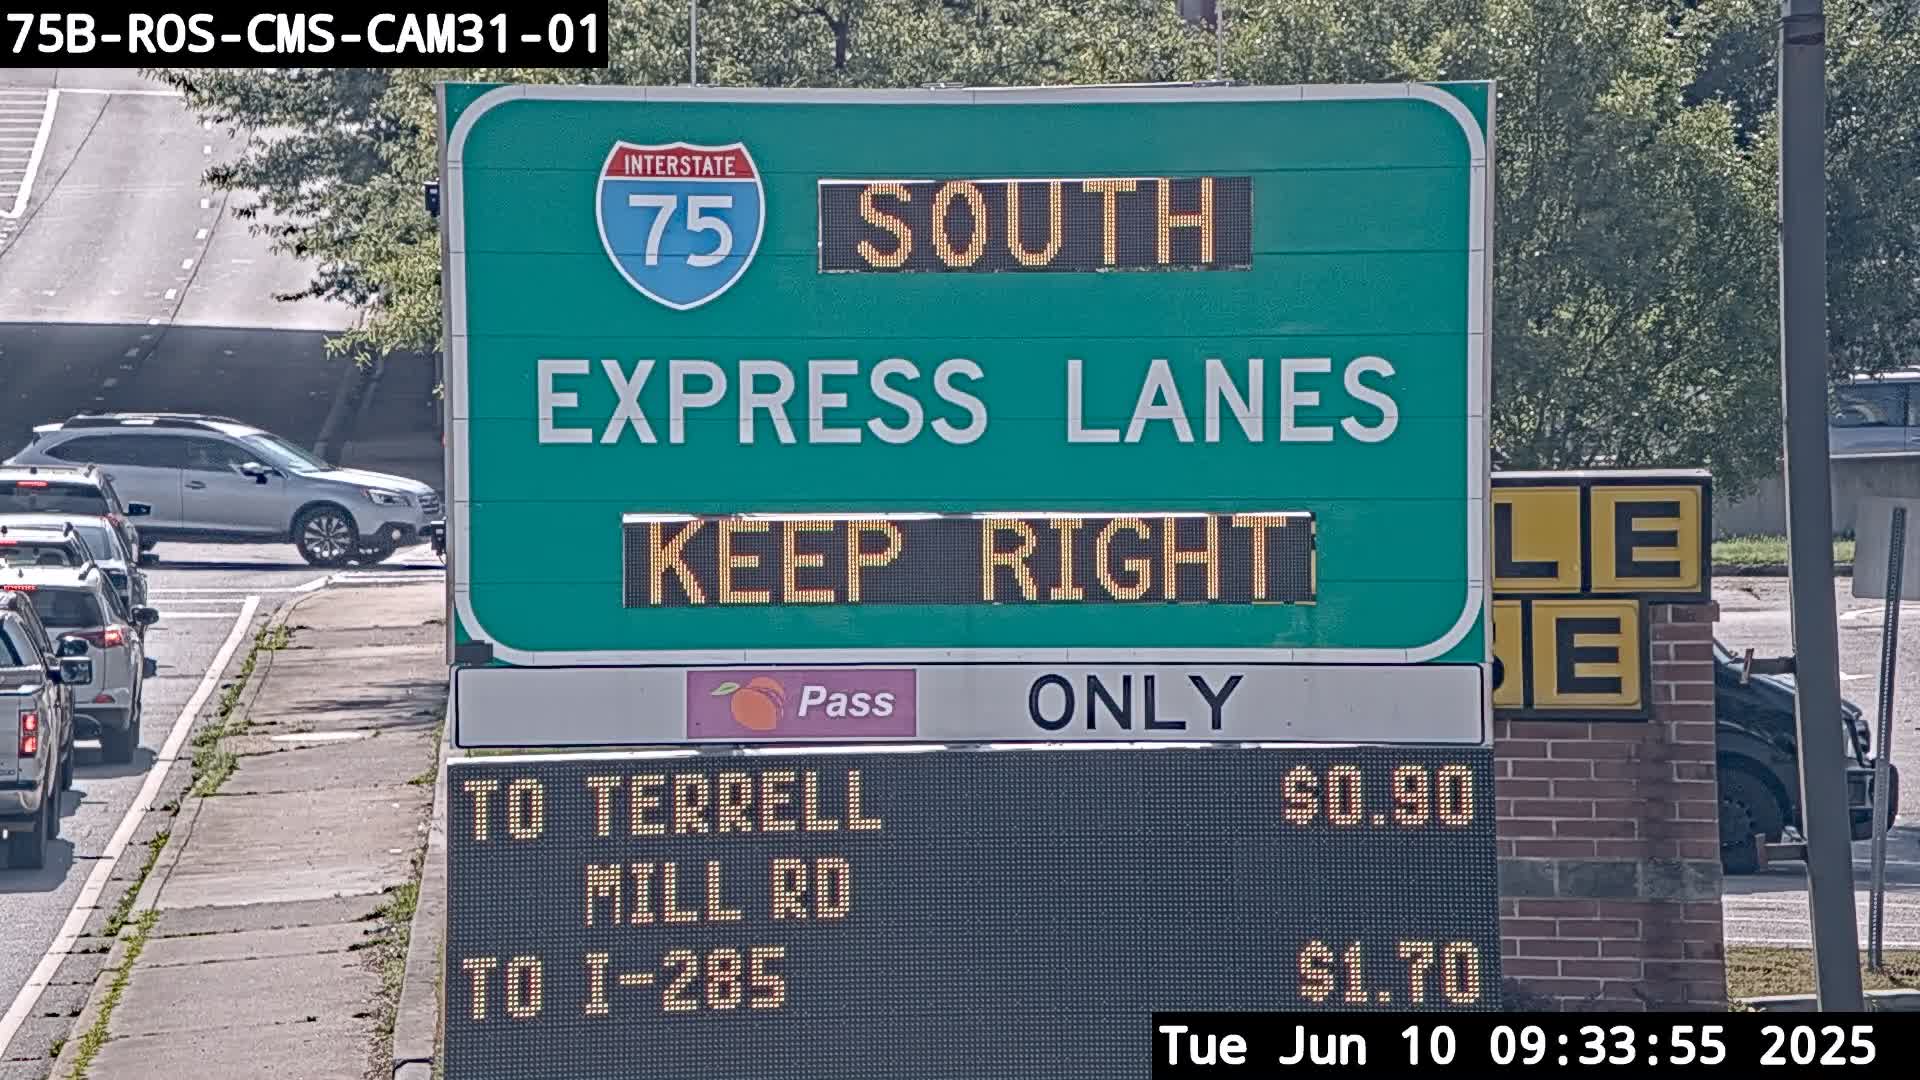 75B-ROS-CMS-CAM31-01
INTERSTATE
75
SOUTH
EXPRESS LANES
KEEP RIGHT
Pass ONLY
TO TERRELL $0.90
MILL RD
TO I-285 $1.70
LE
E
Tue Jun 10 09:33:55 2025